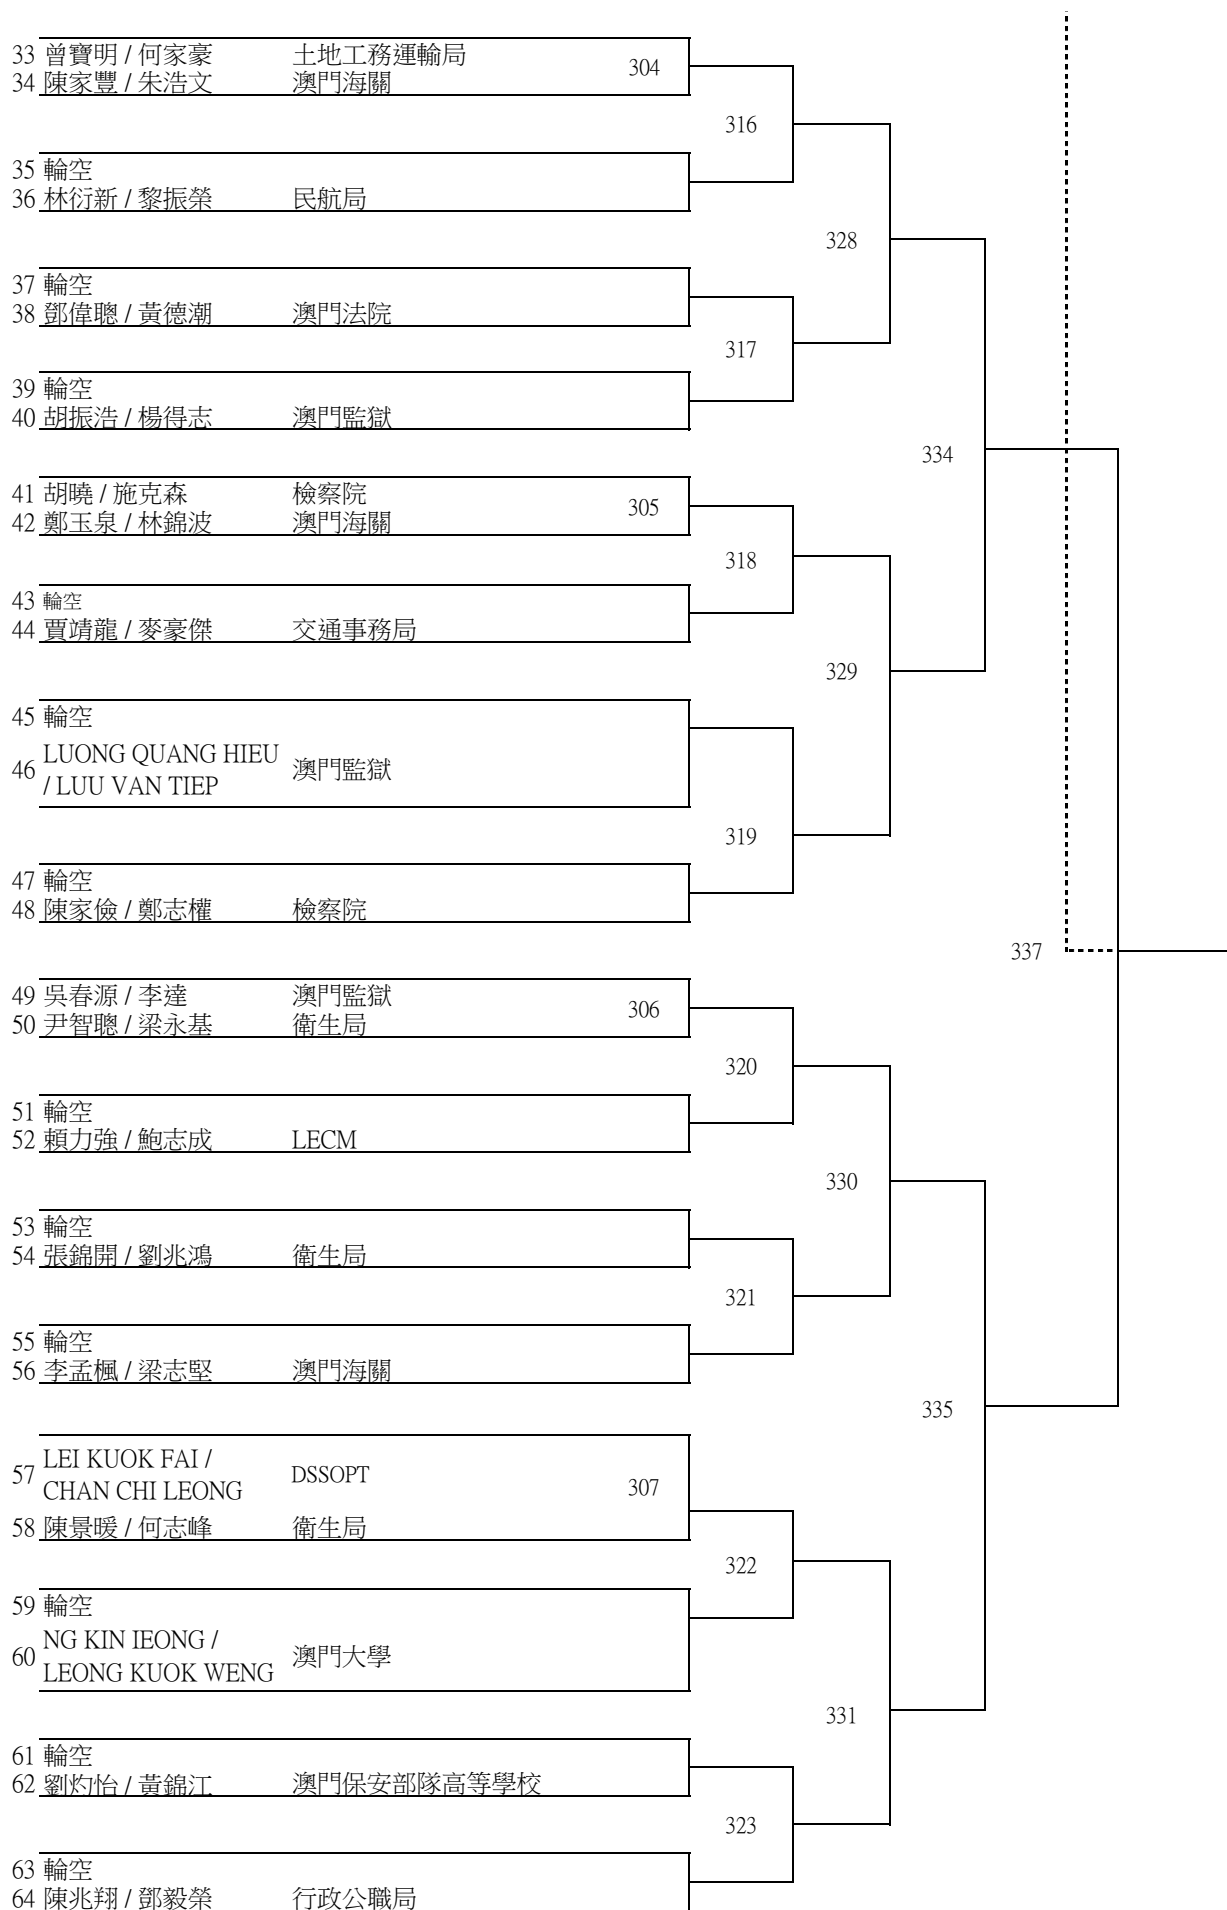 33 曾寶明 / 何家豪 土地工務運輸局
304
34 陳家豐 / 朱浩文 澳門海關
316
35 輪空
36 林衍新 / 黎振榮 民航局
328
37 輪空
38 鄧偉聰 / 黃德潮 澳門法院
317
39 輪空
40 胡振浩 / 楊得志 澳門監獄
334
41 胡曉 / 施克森 檢察院
305
42 鄭玉泉 / 林錦波 澳門海關
318
43 輪空
44 賈靖龍 / 麥豪傑 交通事務局
329
45 輪空
46 LUONG QUANG HIEU
/ LUU VAN TIEP 澳門監獄
319
47 輪空
48 陳家儉 / 鄭志權 檢察院
337
49 吳春源 / 李達 澳門監獄
306
50 尹智聰 / 梁永基 衛生局
320
51 輪空
52 賴力強 / 鮑志成 LECM
330
53 輪空
54 張錦開 / 劉兆鴻 衛生局
321
55 輪空
56 李孟楓 / 梁志堅 澳門海關
335
57 LEI KUOK FAI /
CHAN CHI LEONG DSSOPT
307
58 陳景暖 / 何志峰 衛生局
322
59 輪空
60 NG KIN IEONG /
LEONG KUOK WENG 澳門大學
331
61 輪空
62 劉灼怡 / 黃錦江 澳門保安部隊高等學校
323
63 輪空
64 陳兆翔 / 鄧毅榮 行政公職局